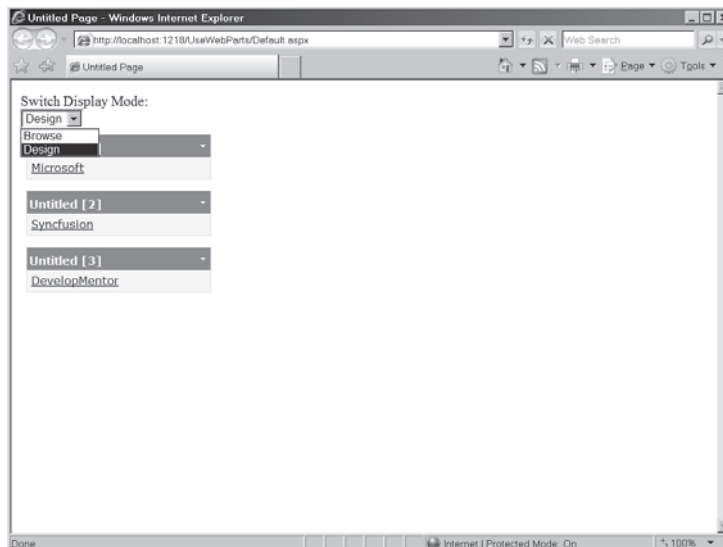 Untitled Page - Windows Internet Explorer
http://localhost:1218/UseWebParts/Default.aspx
Web Search
Untitled Page
Page
Tools
Switch Display Mode:
Design
Browse
Design
Microsoft
Untitled [2]
Syncfusion
Untitled [3]
DevelopMentor
Done
Internet | Protected Mode: On
100%